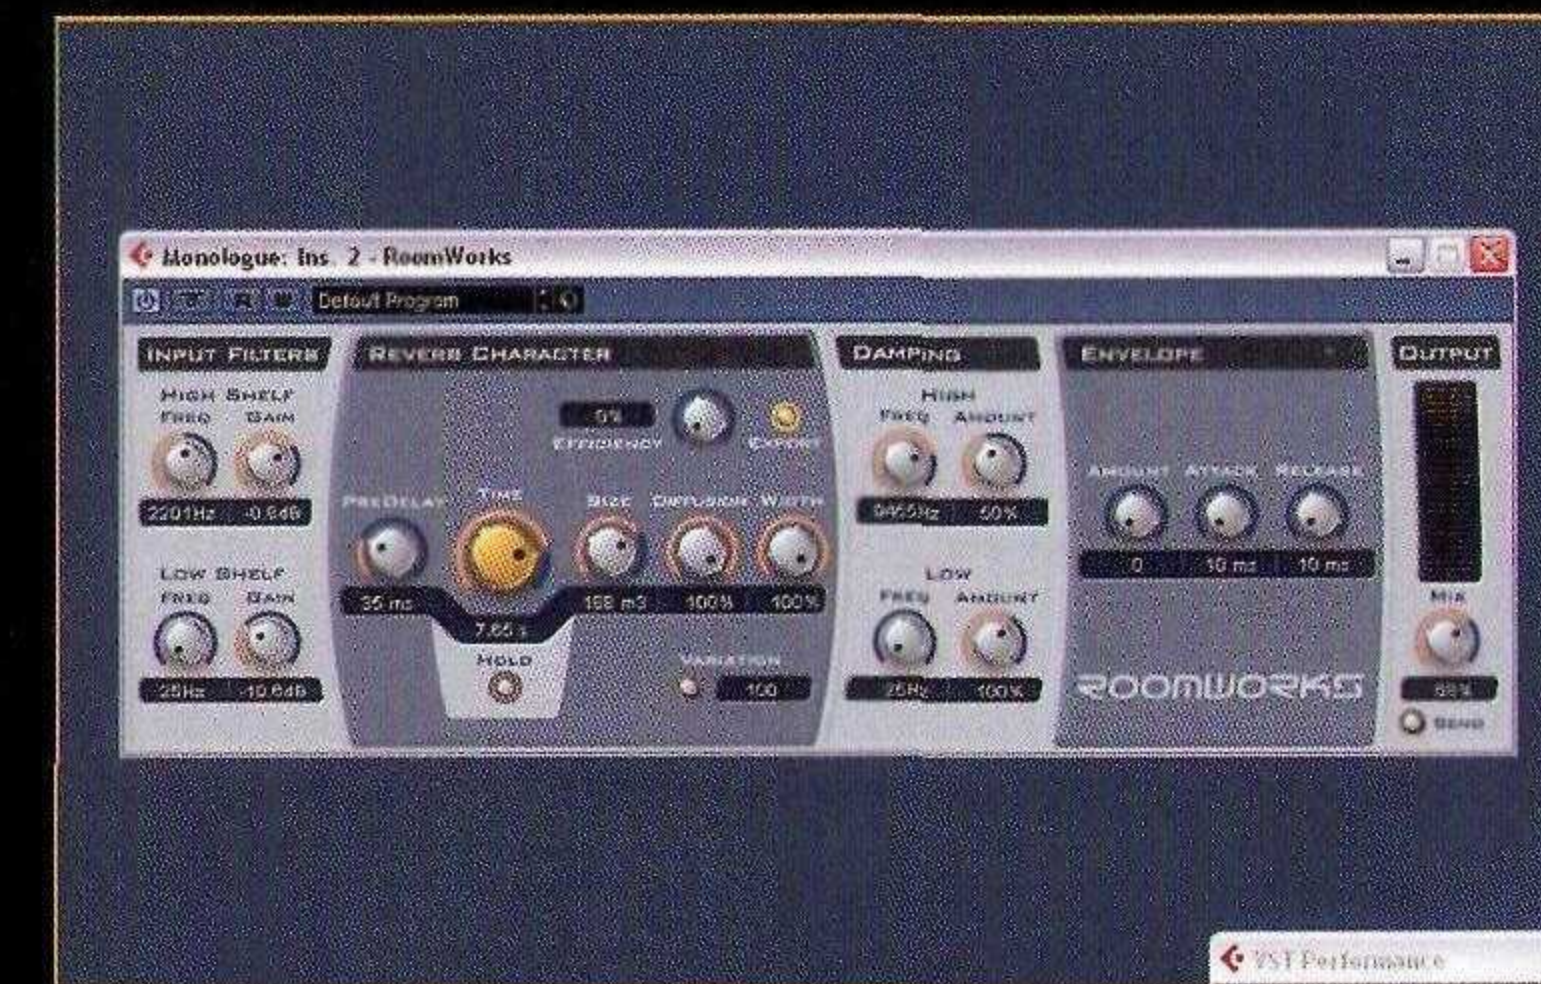 Monologue: Ins. 2 - RoomWorks
Default Program
INPUT FILTERS
REVERB CHARACTER
DAMPING
ENVELOPE
OUTPUT
HIGH SHELF
FREQ GAIN
EFFICIENCY
EXPORT
HIGH
FREQ AMOUNT
PREDELAY TIME SIZE DIFFUSION WIDTH
AMOUNT ATTACK RELEASE
2201Hz
50%
0 10 ms 10 ms
LOW SHELF
FREQ GAIN
35 ms 100% 100%
LOW
FREQ AMOUNT
MIX
HOLD
VARIATION
25Hz
100
25Hz 100%
ROOMWORKS
SEND
VST Performance